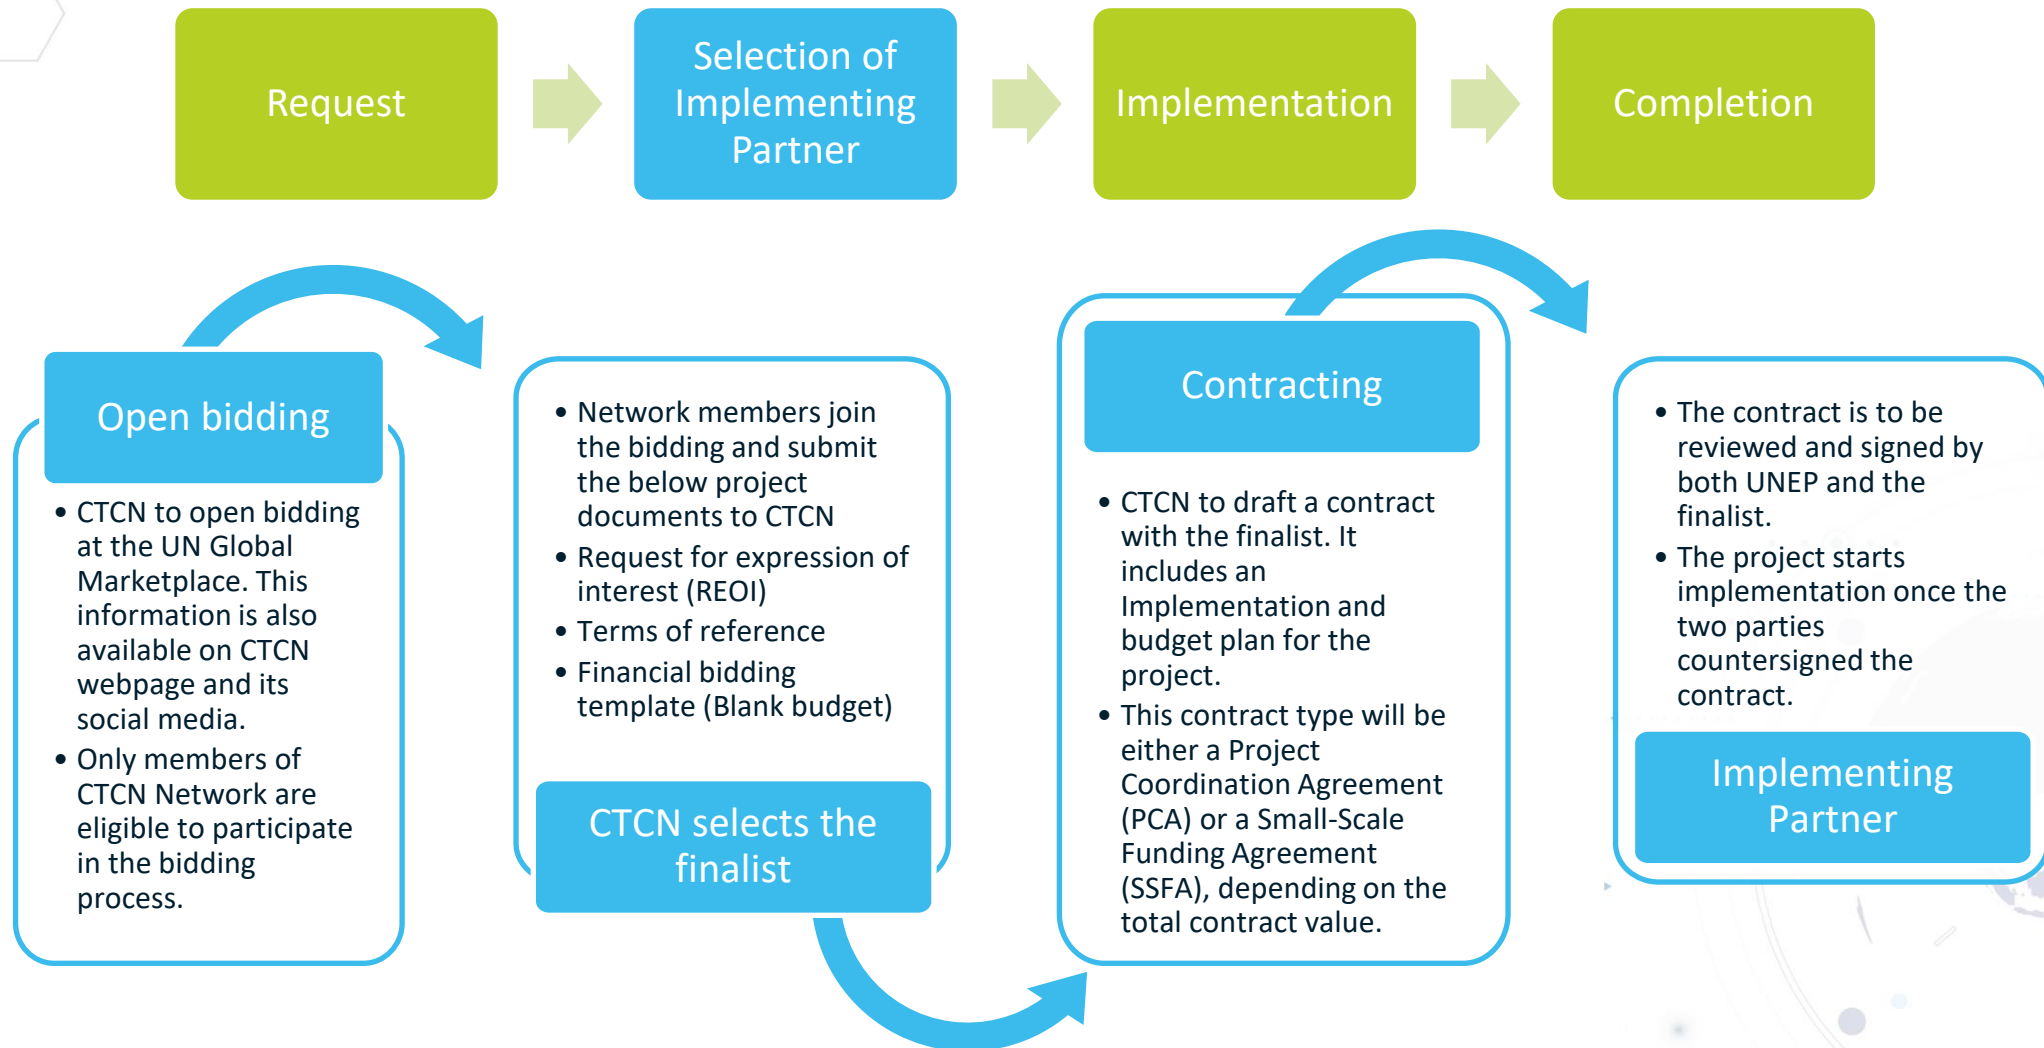 Request
Selection of
Implementing
Partner
Implementation
Completion
Open bidding
• CTCN to open bidding
at the UN Global
Marketplace. This
information is also
available on CTCN
webpage and its
social media.
• Only members of
CTCN Network are
eligible to participate
in the bidding
process.
• Network members join
the bidding and submit
the below project
documents to CTCN
• Request for expression of
interest (REOI)
• Terms of reference
• Financial bidding
template (Blank budget)
CTCN selects the
finalist
Contracting
• CTCN to draft a contract
with the finalist. It
includes an
Implementation and
budget plan for the
project.
• This contract type will be
either a Project
Coordination Agreement
(PCA) or a Small-Scale
Funding Agreement
(SSFA), depending on the
total contract value.
• The contract is to be
reviewed and signed by
both UNEP and the
finalist.
• The project starts
implementation once the
two parties
countersigned the
contract.
Implementing
Partner